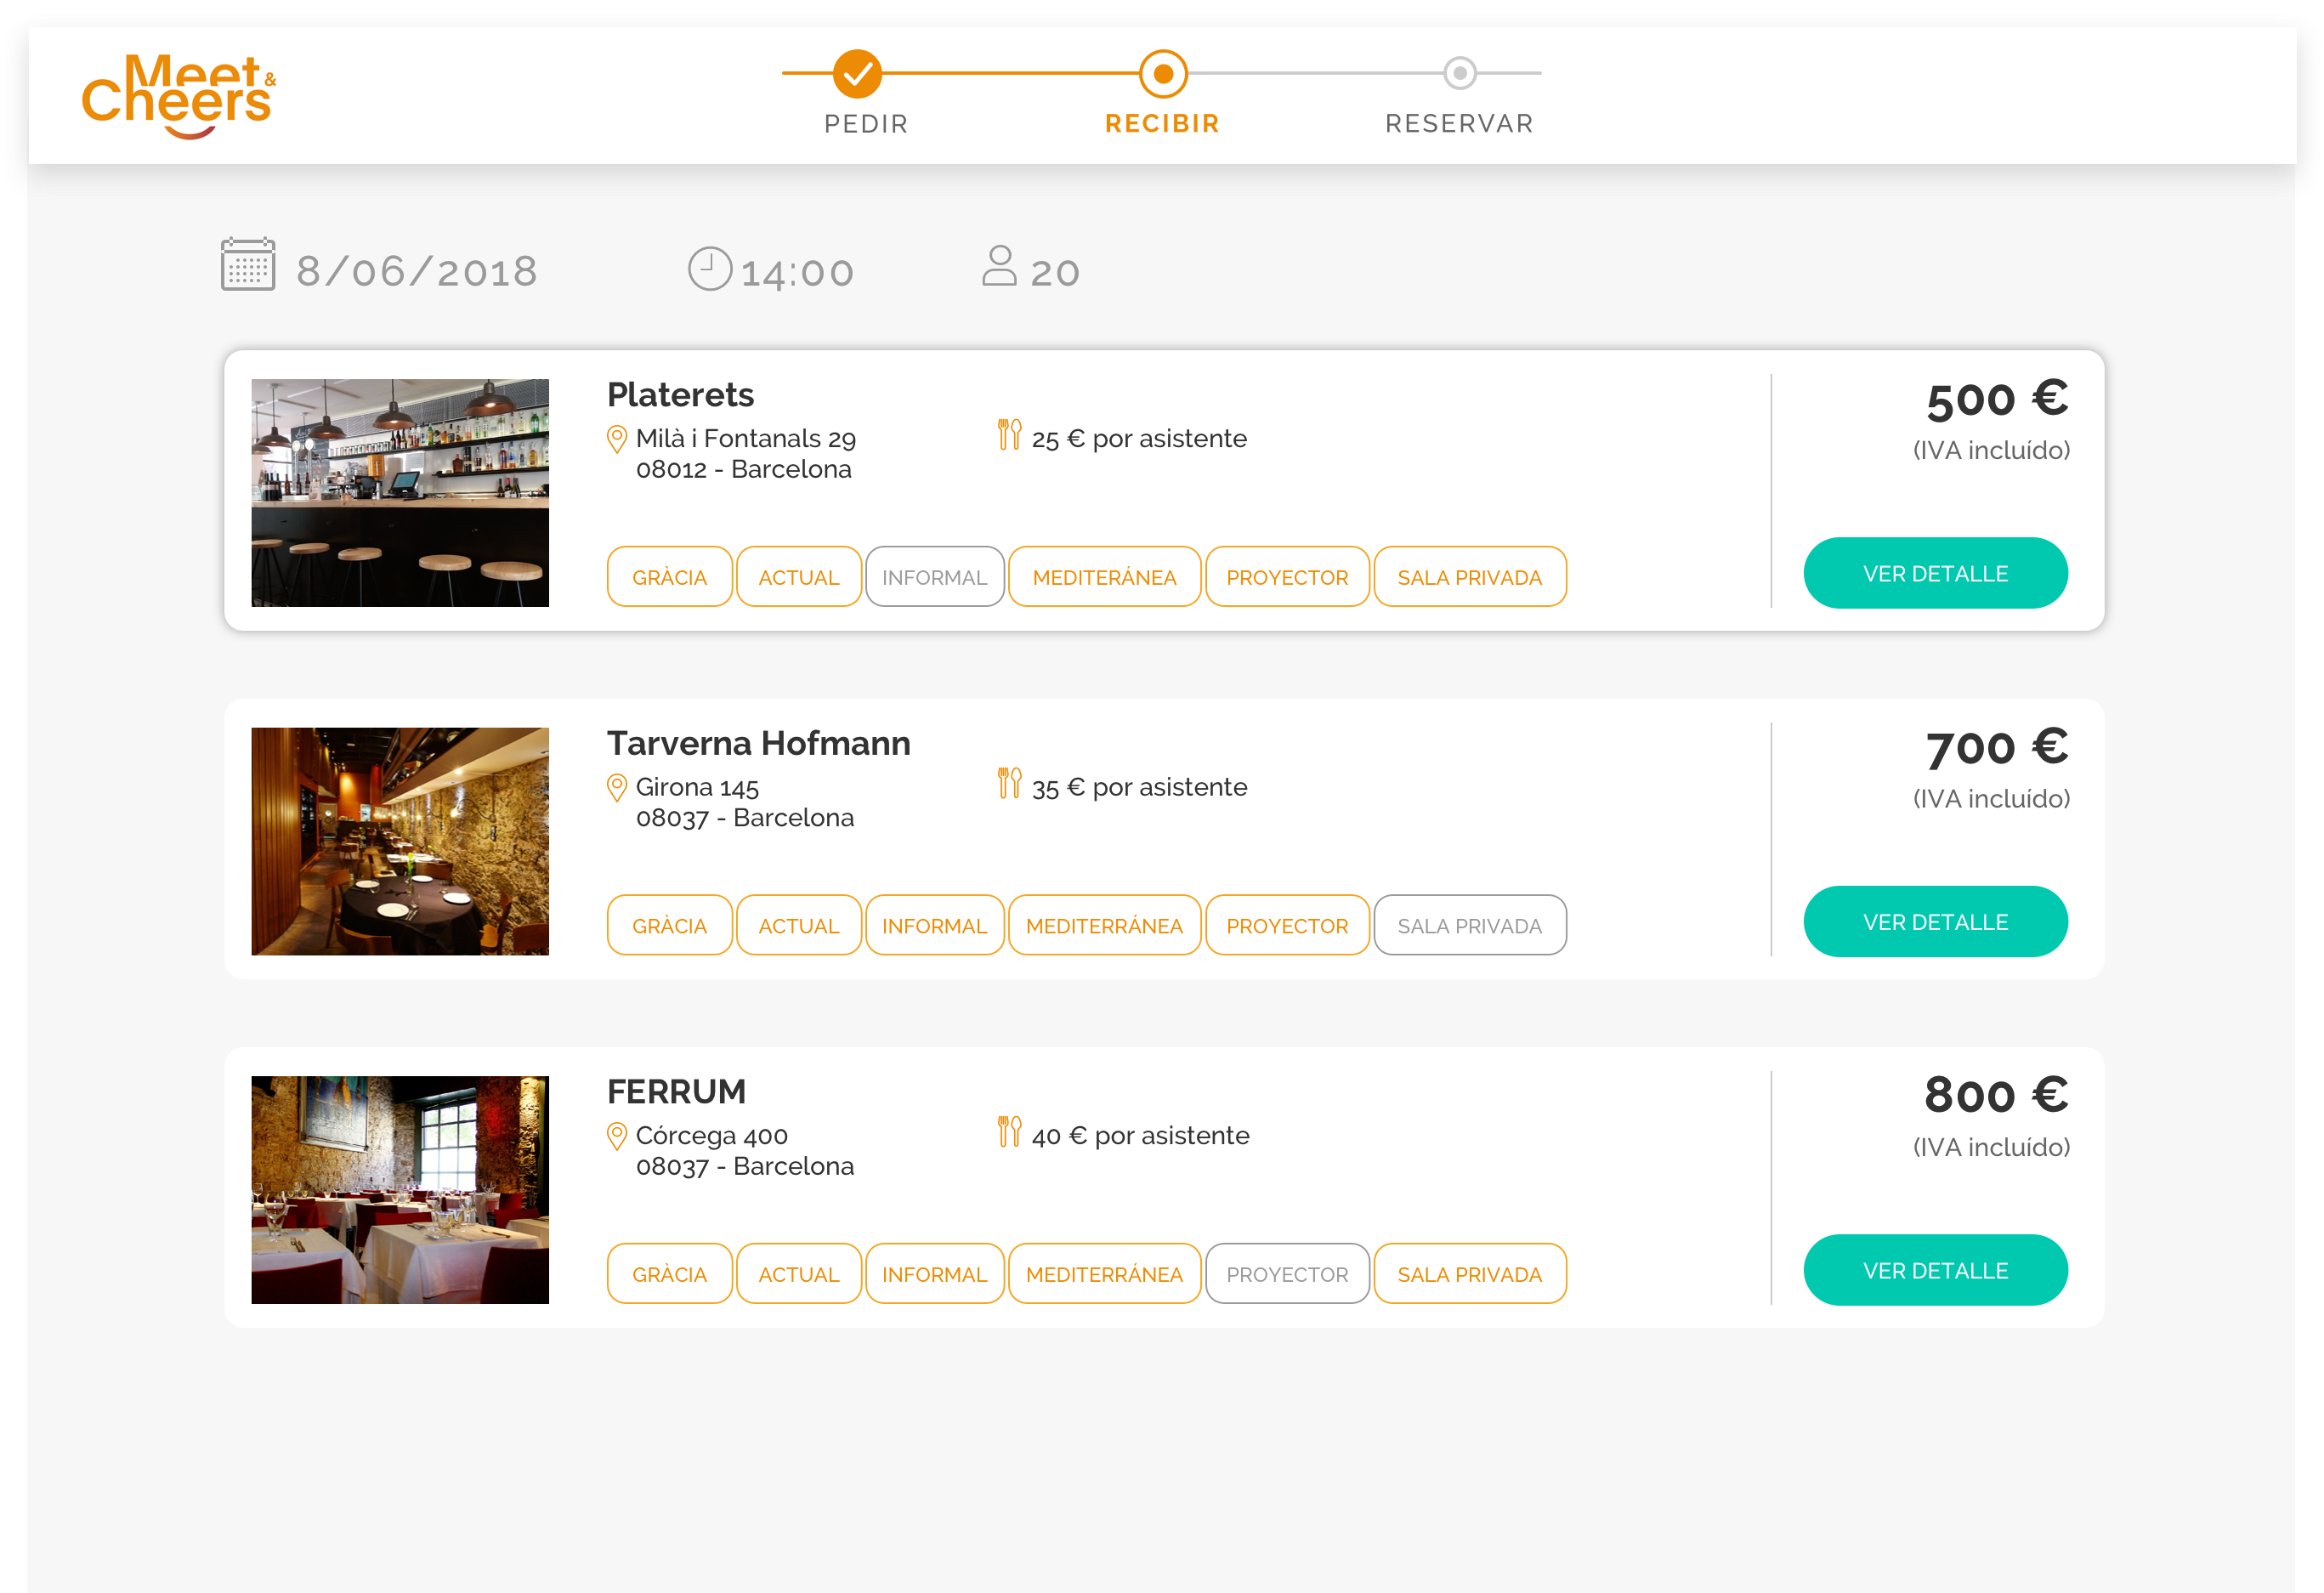 Meet &
Cheers
PEDIR
RECIBIR
RESERVAR
8/06/2018
14:00
20
Platerets
Milà i Fontanals 29
08012 - Barcelona
25 € por asistente
500 €
(IVA incluído)
GRÀCIA
ACTUAL
INFORMAL
MEDITERÁNEA
PROYECTOR
SALA PRIVADA
VER DETALLE
Tarverna Hofmann
Girona 145
08037 - Barcelona
35 € por asistente
700 €
(IVA incluído)
GRÀCIA
ACTUAL
INFORMAL
MEDITERRÁNEA
PROYECTOR
SALA PRIVADA
VER DETALLE
FERRUM
Córcega 400
08037 - Barcelona
40 € por asistente
800 €
(IVA incluído)
GRÀCIA
ACTUAL
INFORMAL
MEDITERRÁNEA
PROYECTOR
SALA PRIVADA
VER DETALLE